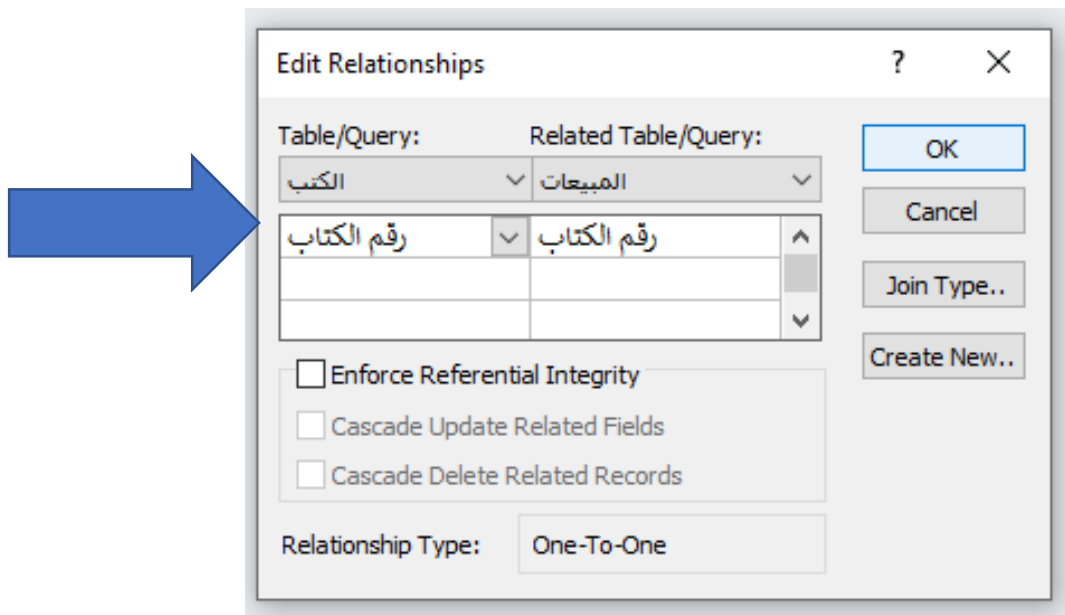 Edit Relationships ?
Table/Query: Related Table/Query:
OK
الكتب المبيعات
Cancel
رقم الكتاب رقم الكتاب
Join Type..
Create New..
Enforce Referential Integrity
Cascade Update Related Fields
Cascade Delete Related Records
Relationship Type: One-To-One